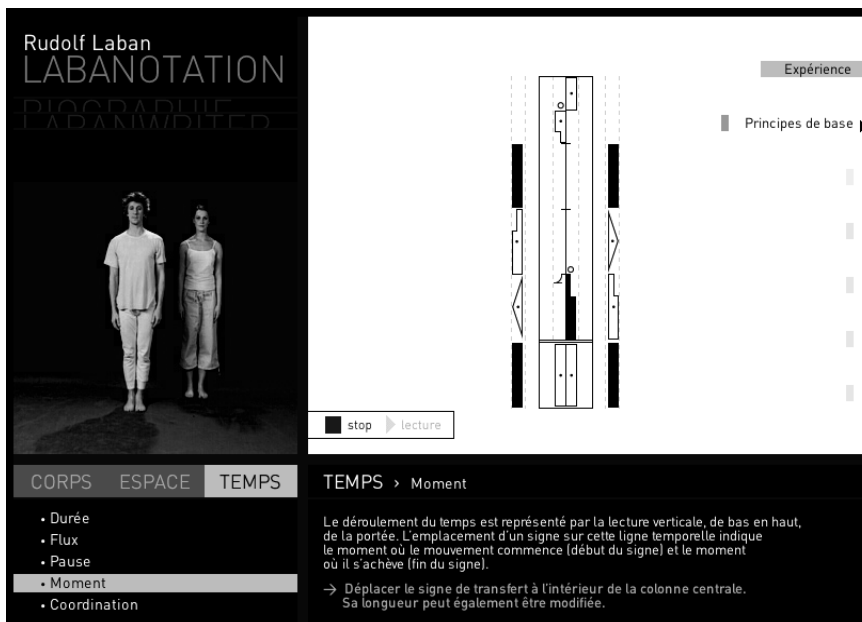 Rudolf Laban
LABANOTATION
BIOGRAPHIE
LABANWRITER
Expérience
Principes de base
stop
lecture
CORPS ESPACE TEMPS
• Durée
• Flux
• Pause
• Moment
• Coordination
TEMPS > Moment
Le déroulement du temps est représenté par la lecture verticale, de bas en haut,
de la portée. L'emplacement d'un signe sur cette ligne temporelle indique
le moment où le mouvement commence (début du signe) et le moment
où il s'achève (fin du signe).
→ Déplacer le signe de transfert à l'intérieur de la colonne centrale.
Sa longueur peut également être modifiée.